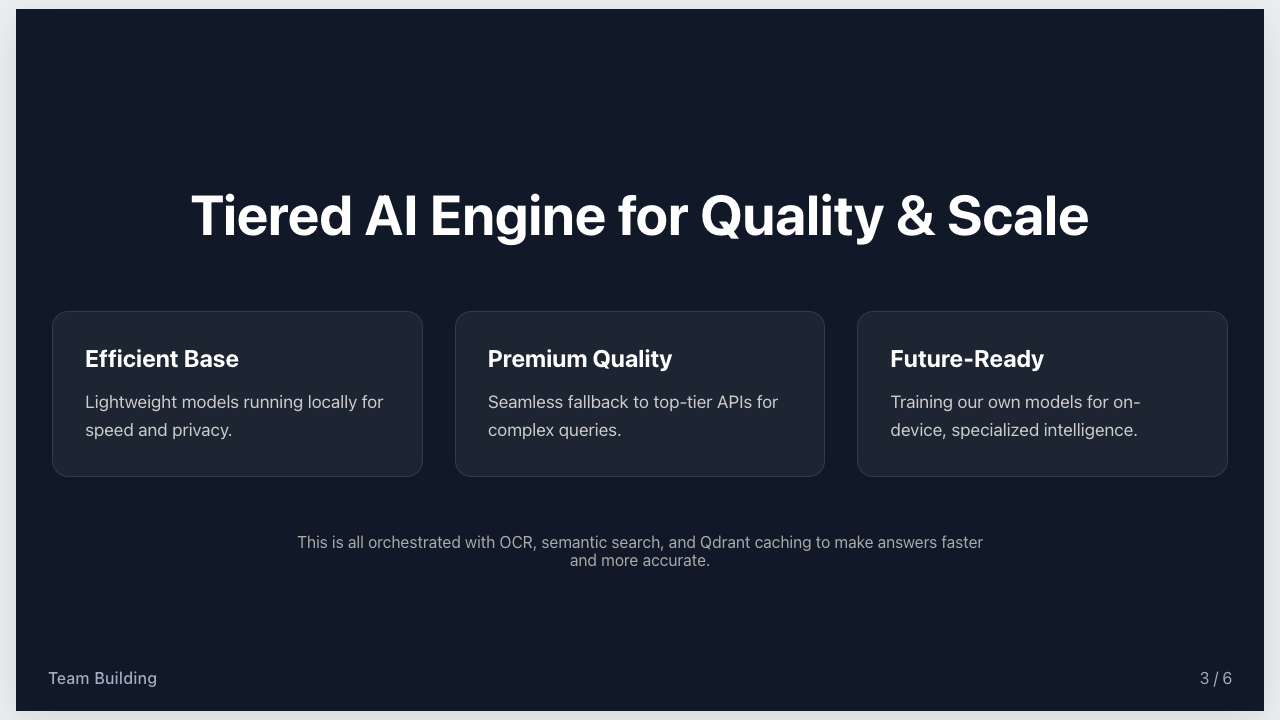 Tiered AI Engine for Quality & Scale
Efficient Base
Lightweight models running locally for
speed and privacy.
Premium Quality
Seamless fallback to top-tier APIs for
complex queries.
Future-Ready
Training our own models for on-
device, specialized intelligence.
This is all orchestrated with OCR, semantic search, and Qdrant caching to make answers faster
and more accurate.
Team Building
3 / 6